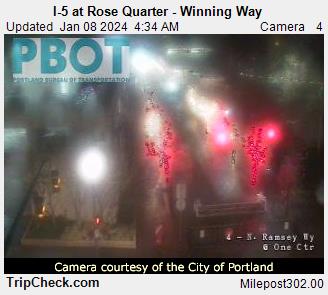 I-5 at Rose Quarter - Winning Way
Updated Jan 08 2024 4:34 AM Camera 4
PBOT
PORTLAND BUREAU OF TRANSPORTATION
4 - N. Ramsey Wy
@ One Ctr
Camera courtesy of the City of Portland
TripCheck.com Milepost302.00